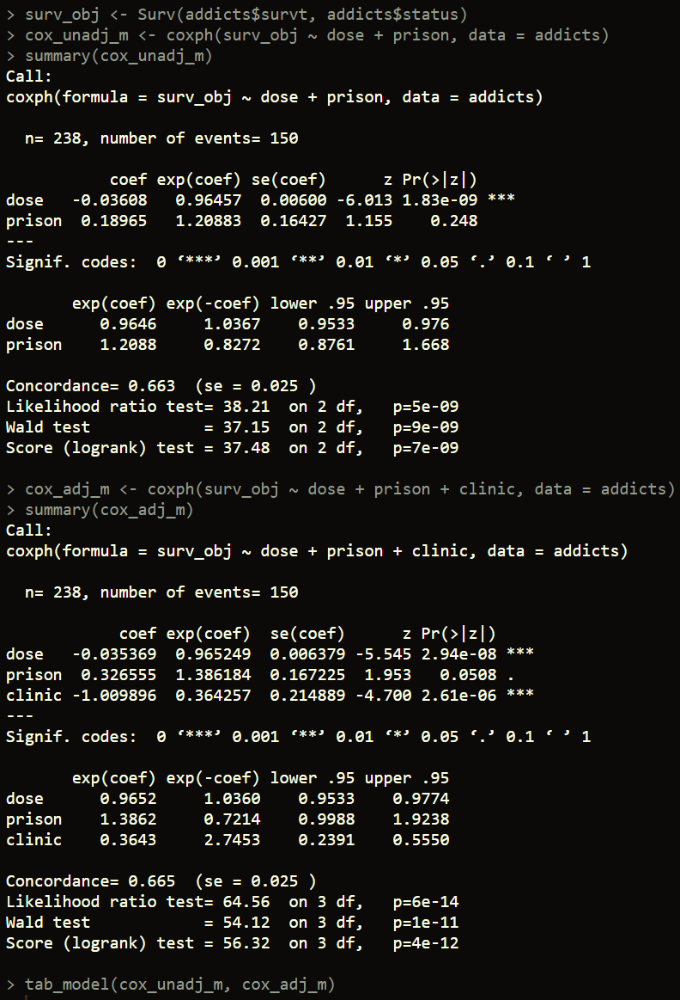 > surv_obj <- Surv(addicts$survt, addicts$status)
> cox_unadj_m <- coxph(surv_obj ~ dose + prison, data = addicts)
> summary(cox_unadj_m)
Call:
coxph(formula = surv_obj ~ dose + prison, data = addicts)

  n= 238, number of events= 150

           coef exp(coef) se(coef)      z Pr(>|z|)
dose   -0.03608   0.96457  0.00600 -6.013 1.83e-09 ***
prison  0.18965   1.20883  0.16427  1.155    0.248
---
Signif. codes:  0 ‘***’ 0.001 ‘**’ 0.01 ‘*’ 0.05 ‘.’ 0.1 ‘ ’ 1

       exp(coef) exp(-coef) lower .95 upper .95
dose      0.9646     1.0367    0.9533     0.976
prison    1.2088     0.8272    0.8761     1.668

Concordance= 0.663  (se = 0.025 )
Likelihood ratio test= 38.21  on 2 df,   p=5e-09
Wald test            = 37.15  on 2 df,   p=9e-09
Score (logrank) test = 37.48  on 2 df,   p=7e-09

> cox_adj_m <- coxph(surv_obj ~ dose + prison + clinic, data = addicts)
> summary(cox_adj_m)
Call:
coxph(formula = surv_obj ~ dose + prison + clinic, data = addicts)

  n= 238, number of events= 150

            coef exp(coef)  se(coef)      z Pr(>|z|)
dose   -0.035369  0.965249  0.006379 -5.545 2.94e-08 ***
prison  0.326555  1.386184  0.167225  1.953   0.0508 .
clinic -1.009896  0.364257  0.214889 -4.700 2.61e-06 ***
---
Signif. codes:  0 ‘***’ 0.001 ‘**’ 0.01 ‘*’ 0.05 ‘.’ 0.1 ‘ ’ 1

       exp(coef) exp(-coef) lower .95 upper .95
dose      0.9652     1.0360    0.9533    0.9774
prison    1.3862     0.7214    0.9988    1.9238
clinic    0.3643     2.7453    0.2391    0.5550

Concordance= 0.665  (se = 0.025 )
Likelihood ratio test= 64.56  on 3 df,   p=6e-14
Wald test            = 54.12  on 3 df,   p=1e-11
Score (logrank) test = 56.32  on 3 df,   p=4e-12

> tab_model(cox_unadj_m, cox_adj_m)